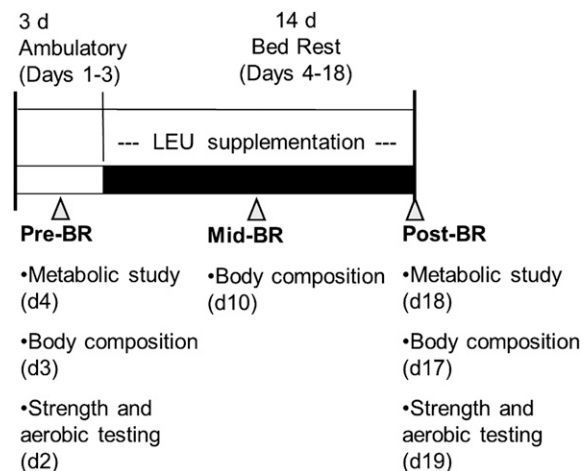 3 d
Ambulatory
(Days 1-3)
14 d
Bed Rest
(Days 4-18)
--- LEU supplementation ---
Pre-BR
•Metabolic study
(d4)
•Body composition
(d3)
•Strength and
aerobic testing
(d2)
Mid-BR
•Body composition
(d10)
Post-BR
•Metabolic study
(d18)
•Body composition
(d17)
•Strength and
aerobic testing
(d19)